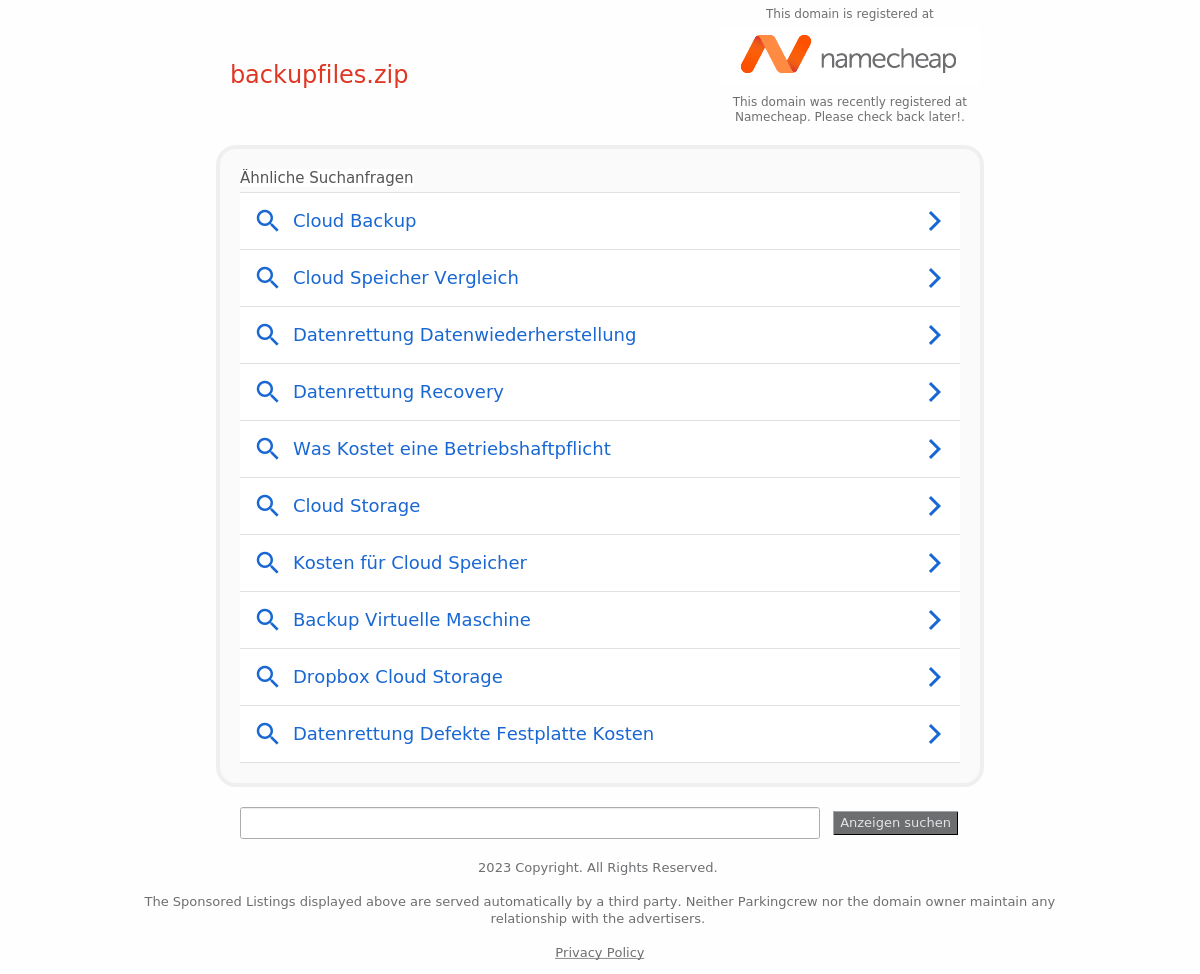 This domain is registered at
namecheap
backupfiles.zip
This domain was recently registered at
Namecheap. Please check back later!.
Ähnliche Suchanfragen
Cloud Backup
Cloud Speicher Vergleich
Datenrettung Datenwiederherstellung
Datenrettung Recovery
Was Kostet eine Betriebshaftpflicht
Cloud Storage
Kosten für Cloud Speicher
Backup Virtuelle Maschine
Dropbox Cloud Storage
Datenrettung Defekte Festplatte Kosten
Anzeigen suchen
2023 Copyright. All Rights Reserved.
The Sponsored Listings displayed above are served automatically by a third party. Neither Parkingcrew nor the domain owner maintain any
relationship with the advertisers.
Privacy Policy